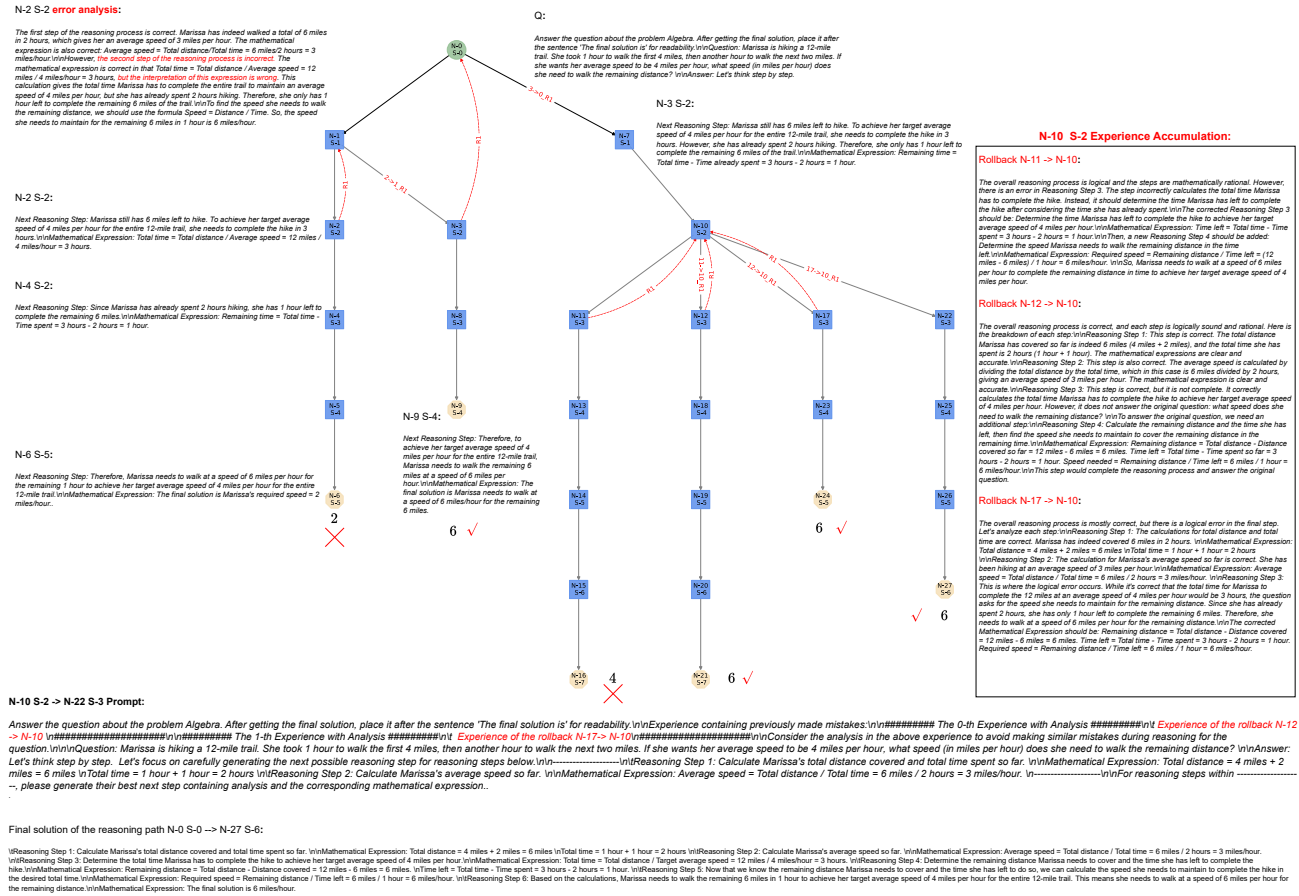 N-2 S-2 error analysis:
The first step of the reasoning process is correct. Marissa has indeed walked a total of 6 miles
in 2 hours, which gives her an average speed of 3 miles per hour. The mathematical
expression is also correct: Average speed = Total distance/Total time = 6 miles/2 hours = 3
miles/hour.\n\nHowever, the second step of the reasoning process is incorrect. The
mathematical expression is correct in that Total time = Total distance / Average speed = 12
miles / 4 miles/hour = 3 hours, but the interpretation of this expression is wrong. This
calculation gives the total time Marissa has to complete the entire trail to maintain an average
speed of 4 miles per hour, but she has already spent 2 hours hiking. Therefore, she only has 1
hour left to complete the remaining 6 miles of the trail.\n\nTo find the speed she needs to walk
the remaining distance, we should use the formula Speed = Distance / Time. So, the speed
she needs to maintain for the remaining 6 miles in 1 hour is 6 miles/hour.
Q:
Answer the question about the problem Algebra. After getting the final solution, place it after
the sentence 'The final solution is' for readability.\n\nQuestion: Marissa is hiking a 12-mile
trail. She took 1 hour to walk the first 4 miles, then another hour to walk the next two miles. If
she wants her average speed to be 4 miles per hour, what speed (in miles per hour) does
she need to walk the remaining distance? \n\nAnswer: Let's think step by step.
N-3 S-2:
Next Reasoning Step: Marissa still has 6 miles left to hike. To achieve her target average
speed of 4 miles per hour for the entire 12-mile trail, she needs to complete the hike in 3
hours. However, she has already spent 2 hours hiking. Therefore, she only has 1 hour left to
complete the remaining 6 miles of the trail.\n\nMathematical Expression: Remaining time =
Total time - Time already spent = 3 hours - 2 hours = 1 hour.
N-2 S-2:
Next Reasoning Step: Marissa still has 6 miles left to hike. To achieve her target average
speed of 4 miles per hour for the entire 12-mile trail, she needs to complete the hike in 3
hours.\n\nMathematical Expression: Total time = Total distance / Average speed = 12 miles /
4 miles/hour = 3 hours.
N-4 S-2:
Next Reasoning Step: Since Marissa has already spent 2 hours hiking, she has 1 hour left to
complete the remaining 6 miles.\n\nMathematical Expression: Remaining time = Total time -
Time spent = 3 hours - 2 hours = 1 hour.
N-6 S-5:
Next Reasoning Step: Therefore, Marissa needs to walk at a speed of 6 miles per hour for
the remaining 1 hour to achieve her target average speed of 4 miles per hour for the entire
12-mile trail.\n\nMathematical Expression: The final solution is Marissa's required speed = 2
miles/hour..
N-9 S-4:
Next Reasoning Step: Therefore, to
achieve her target average speed of 4
miles per hour for the entire 12-mile trail,
Marissa needs to walk the remaining 6
miles at a speed of 6 miles per
hour.\n\nMathematical Expression: The
final solution is Marissa needs to walk at
a speed of 6 miles/hour for the remaining
6 miles.
N-0
S-0
3->0_R1
R1
N-1
S-1
N-7
S-1
R1
2->1_R1
N-2
S-2
N-3
S-2
N-10
S-2
R1
11->10_R1
R1
12->10_R1
R1
17->10_R1
N-4
S-3
N-8
S-3
N-11
S-3
N-12
S-3
N-17
S-3
N-22
S-3
N-5
S-4
N-9
S-4
N-13
S-4
N-18
S-4
N-23
S-4
N-25
S-4
N-6
S-5
N-14
S-5
N-19
S-5
N-24
S-5
N-26
S-5
2
6 √
6 √
N-15
S-6
N-20
S-6
N-27
S-6
√ 6
N-16
S-7
4
N-21
S-7
6 √
N-10 S-2 Experience Accumulation:
Rollback N-11 -> N-10:
The overall reasoning process is logical and the steps are mathematically rational. However,
there is an error in Reasoning Step 3. The step incorrectly calculates the total time Marissa
has to complete the hike. Instead, it should determine the time Marissa has left to complete
the hike after considering the time she has already spent.\n\nThe corrected Reasoning Step 3
should be: Determine the time Marissa has left to complete the hike to achieve her target
average speed of 4 miles per hour.\n\nMathematical Expression: Time left = Total time - Time
spent = 3 hours - 2 hours = 1 hour.\n\nThen, a new Reasoning Step 4 should be added:
Determine the speed Marissa needs to walk the remaining distance in the time
left.\n\nMathematical Expression: Required speed = Remaining distance / Time left = (12
miles - 6 miles) / 1 hour = 6 miles/hour. \n\nSo, Marissa needs to walk at a speed of 6 miles
per hour to complete the remaining distance in time to achieve her target average speed of 4
miles per hour.
Rollback N-12 -> N-10:
The overall reasoning process is correct, and each step is logically sound and rational. Here is
the breakdown of each step:\n\nReasoning Step 1: This step is correct. The total distance
Marissa has covered so far is indeed 6 miles (4 miles + 2 miles), and the total time she has
spent is 2 hours (1 hour + 1 hour). The mathematical expressions are clear and
accurate.\n\nReasoning Step 2: This step is also correct. The average speed is calculated by
dividing the total distance by the total time, which in this case is 6 miles divided by 2 hours,
giving an average speed of 3 miles per hour. The mathematical expression is clear and
accurate.\n\nReasoning Step 3: This step is correct, but it is not complete. It correctly
calculates the total time Marissa has to complete the hike to achieve her target average speed
of 4 miles per hour. However, it does not answer the original question: what speed does she
need to walk the remaining distance? \n\nTo answer the original question, we need an
additional step:\n\nReasoning Step 4: Calculate the remaining distance and the time she has
left, then find the speed she needs to maintain to cover the remaining distance in the
remaining time.\n\nMathematical Expression: Remaining distance = Total distance - Distance
covered so far = 12 miles - 6 miles = 6 miles. Time left = Total time - Time spent so far = 3
hours - 2 hours = 1 hour. Speed needed = Remaining distance / Time left = 6 miles / 1 hour =
6 miles/hour.\n\nThis step would complete the reasoning process and answer the original
question.
Rollback N-17 -> N-10:
The overall reasoning process is mostly correct, but there is a logical error in the final step.
Let's analyze each step:\n\nReasoning Step 1: The calculations for total distance and total
time are correct. Marissa has indeed covered 6 miles in 2 hours. \n\nMathematical Expression:
Total distance = 4 miles + 2 miles = 6 miles \nTotal time = 1 hour + 1 hour = 2 hours
\n\nReasoning Step 2: The calculation for Marissa's average speed so far is correct. She has
been hiking at an average speed of 3 miles per hour.\n\nMathematical Expression: Average
speed = Total distance / Total time = 6 miles / 2 hours = 3 miles/hour. \n\nReasoning Step 3:
This is where the logical error occurs. While it's correct that the total time for Marissa to
complete the 12 miles at an average speed of 4 miles per hour would be 3 hours, the question
asks for the speed she needs to maintain for the remaining distance. Since she has already
spent 2 hours, she has only 1 hour left to complete the remaining 6 miles. Therefore, she
needs to walk at a speed of 6 miles per hour for the remaining distance.\n\nThe corrected
Mathematical Expression should be: Remaining distance = Total distance - Distance covered
= 12 miles - 6 miles = 6 miles. Time left = Total time - Time spent = 3 hours - 2 hours = 1 hour.
Required speed = Remaining distance / Time left = 6 miles / 1 hour = 6 miles/hour.
N-10 S-2 -> N-22 S-3 Prompt:
Answer the question about the problem Algebra. After getting the final solution, place it after the sentence 'The final solution is' for readability.\n\nExperience containing previously made mistakes:\n\n######### The 0-th Experience with Analysis #########\n\t Experience of the rollback N-12
-> N-10 \n####################\n\n######### The 1-th Experience with Analysis #########\n\t Experience of the rollback N-17-> N-10\n####################\n\nConsider the analysis in the above experience to avoid making similar mistakes during reasoning for the
question.\n\n\nQuestion: Marissa is hiking a 12-mile trail. She took 1 hour to walk the first 4 miles, then another hour to walk the next two miles. If she wants her average speed to be 4 miles per hour, what speed (in miles per hour) does she need to walk the remaining distance? \n\nAnswer:
Let's think step by step. Let's focus on carefully generating the next possible reasoning step for reasoning steps below.\n\n--------------------\n\tReasoning Step 1: Calculate Marissa's total distance covered and total time spent so far. \n\nMathematical Expression: Total distance = 4 miles + 2
miles = 6 miles \nTotal time = 1 hour + 1 hour = 2 hours \n\tReasoning Step 2: Calculate Marissa's average speed so far. \n\nMathematical Expression: Average speed = Total distance / Total time = 6 miles / 2 hours = 3 miles/hour. \n--------------------\n\nFor reasoning steps within ------------------
--, please generate their best next step containing analysis and the corresponding mathematical expression..
Final solution of the reasoning path N-0 S-0 --> N-27 S-6:
\tReasoning Step 1: Calculate Marissa's total distance covered and total time spent so far. \n\nMathematical Expression: Total distance = 4 miles + 2 miles = 6 miles \nTotal time = 1 hour + 1 hour = 2 hours \n\tReasoning Step 2: Calculate Marissa's average speed so far. \n\nMathematical Expression: Average speed = Total distance / Total time = 6 miles / 2 hours = 3 miles/hour.
\n\tReasoning Step 3: Determine the total time Marissa has to complete the hike to achieve her target average speed of 4 miles per hour.\n\nMathematical Expression: Total time = Total distance / Target average speed = 12 miles / 4 miles/hour = 3 hours. \n\tReasoning Step 4: Determine the remaining distance Marissa needs to cover and the time she has left to complete the
hike.\n\nMathematical Expression: Remaining distance = Total distance - Distance covered = 12 miles - 6 miles = 6 miles. \nTime left = Total time - Time spent = 3 hours - 2 hours = 1 hour. \n\tReasoning Step 5: Now that we know the remaining distance Marissa needs to cover and the time she has left to do so, we can calculate the speed she needs to maintain to complete the hike in
the desired total time.\n\nMathematical Expression: Required speed = Remaining distance / Time left = 6 miles / 1 hour = 6 miles/hour. \n\tReasoning Step 6: Based on the calculations, Marissa needs to walk the remaining 6 miles in 1 hour to achieve her target average speed of 4 miles per hour for the entire 12-mile trail. This means she needs to walk at a speed of 6 miles per hour for
the remaining distance.\n\nMathematical Expression: The final solution is 6 miles/hour.